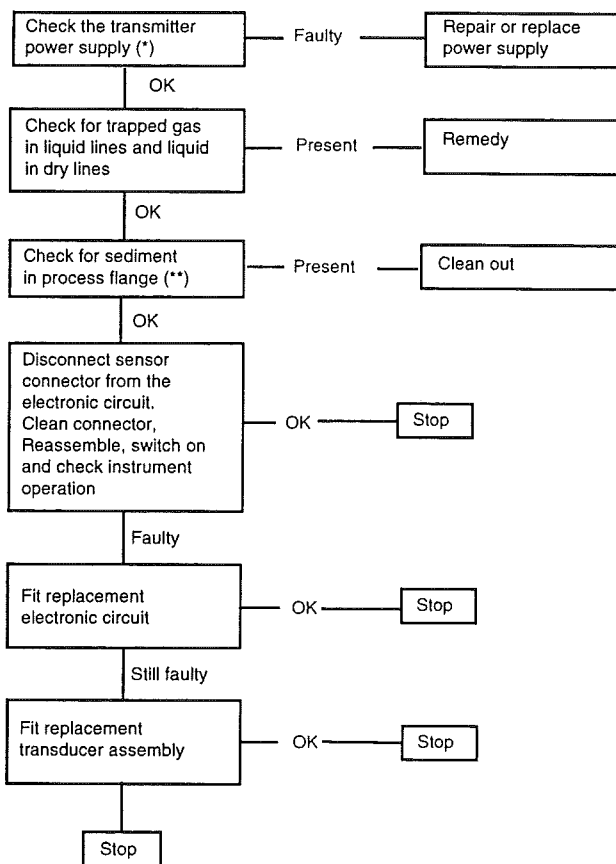 Check the transmitter
power supply (*)
Faulty
Repair or replace
power supply
OK
Check for trapped gas
in liquid lines and liquid
in dry lines
Present
Remedy
OK
Check for sediment
in process flange (**)
Present
Clean out
OK
Disconnect sensor
connector from the
electronic circuit.
Clean connector,
Reassemble, switch on
and check instrument
operation
OK
Stop
Faulty
Fit replacement
electronic circuit
OK
Stop
Still faulty
Fit replacement
transducer assembly
OK
Stop
Stop